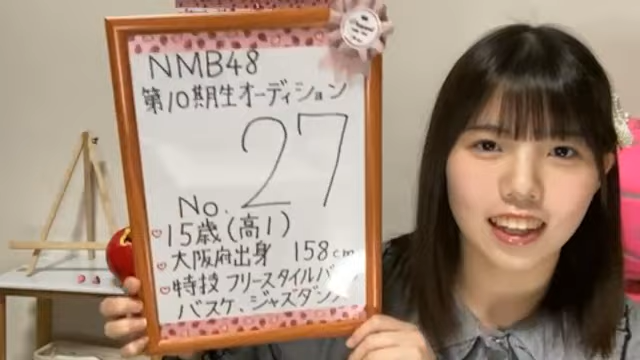 NMB48
第10期生オーディション
No. 27
♡15歳(高1)
♡大阪府出身 158cm
♡特技 フリースタイル
バスケ、ジャズダンス